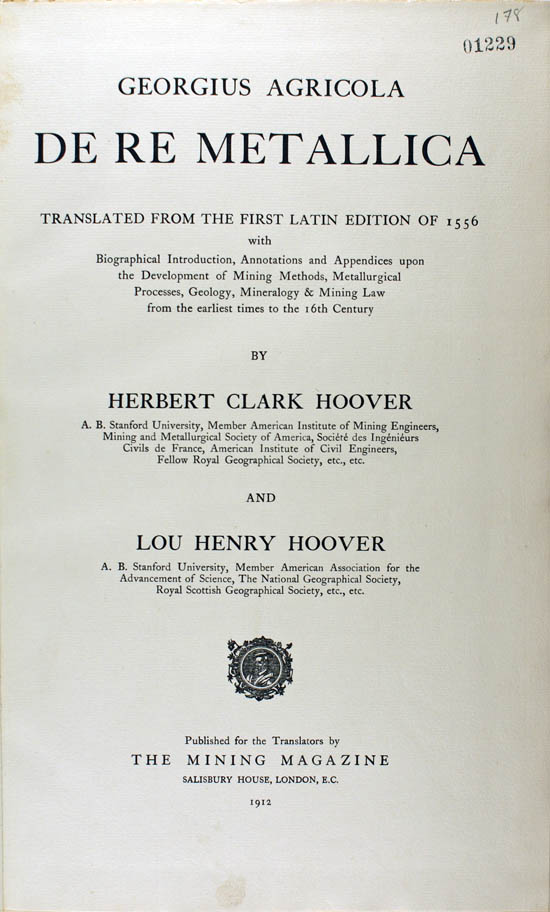 178
01229
GEORGIUS AGRICOLA
DE RE METALLICA
TRANSLATED FROM THE FIRST LATIN EDITION OF 1556
with
Biographical Introduction, Annotations and Appendices upon
the Development of Mining Methods, Metallurgical
Processes, Geology, Mineralogy & Mining Law
from the earliest times to the 16th Century
BY
HERBERT CLARK HOOVER
A. B. Stanford University, Member American Institute of Mining Engineers,
Mining and Metallurgical Society of America, Société des Ingéniéurs
Civils de France, American Institute of Civil Engineers,
Fellow Royal Geographical Society, etc., etc.
AND
LOU HENRY HOOVER
A. B. Stanford University, Member American Association for the
Advancement of Science, The National Geographical Society,
Royal Scottish Geographical Society, etc., etc.
Published for the Translators by
THE MINING MAGAZINE
SALISBURY HOUSE, LONDON, E.C.
1912